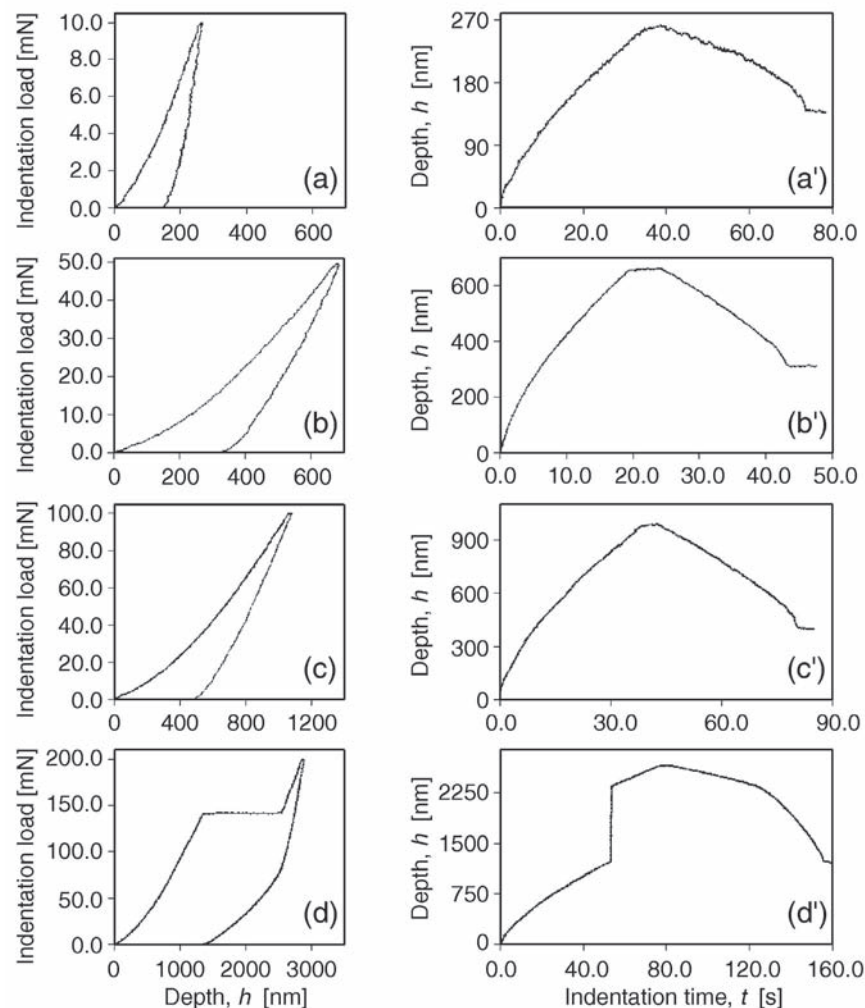 Indentation load [mN]
10.0
8.0
6.0
4.0
2.0
0.0
0 200 400 600
(a)
Depth, h [nm]
270
180
90
0
0.0 20.0 40.0 60.0 80.0
(a')
Indentation load [mN]
50.0
40.0
30.0
20.0
10.0
0.0
0 200 400 600
(b)
Depth, h [nm]
600
400
200
0
0.0 10.0 20.0 30.0 40.0 50.0
(b')
Indentation load [mN]
100.0
80.0
60.0
40.0
20.0
0.0
0 400 800 1200
(c)
Depth, h [nm]
900
600
300
0
0.0 30.0 60.0 90.0
(c')
Indentation load [mN]
200.0
150.0
100.0
50.0
0.0
0 1000 2000 3000
(d)
Depth, h [nm]
Depth, h [nm]
2250
1500
750
0
0.0 40.0 80.0 120.0 160.0
(d')
Indentation time, t [s]